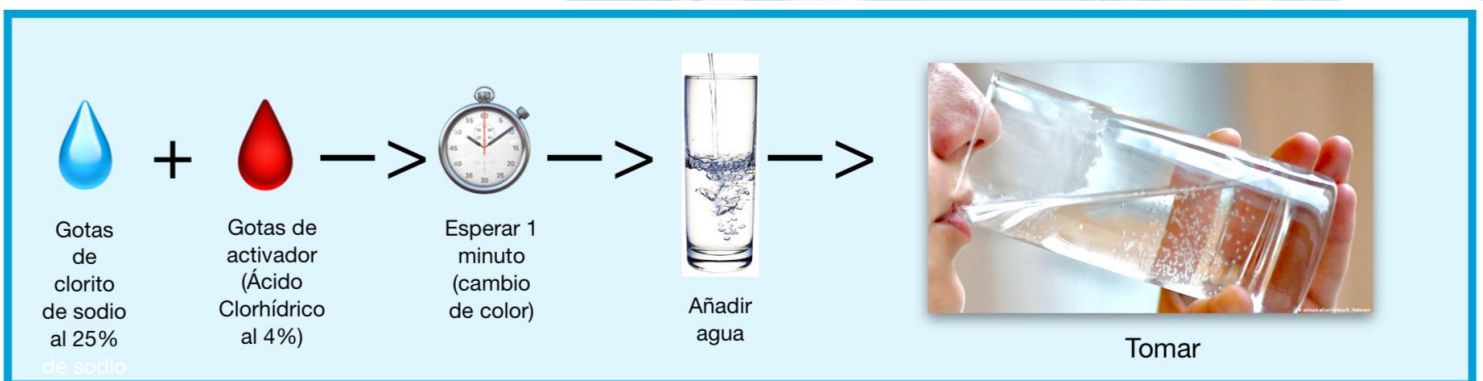 Gotas
de
clorito
de sodio
al 25%
de sodio
+
Gotas de
activador
(Ácido
Clorhídrico
al 4%)
—>
Esperar 1
minuto
(cambio
de color)
—>
Añadir
agua
—>
Tomar